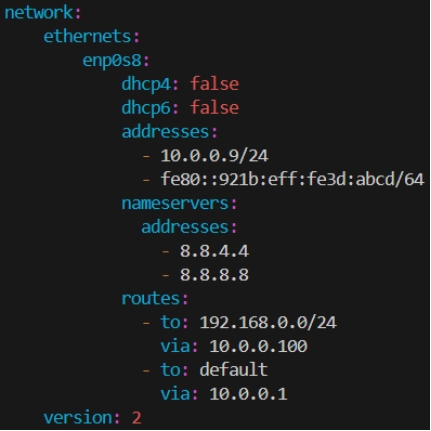 network:
    ethernets:
        enp0s8:
            dhcp4: false
            dhcp6: false
            addresses:
              - 10.0.0.9/24
              - fe80::921b:eff:fe3d:abcd/64
            nameservers:
              addresses:
                - 8.8.4.4
                - 8.8.8.8
            routes:
              - to: 192.168.0.0/24
                via: 10.0.0.100
              - to: default
                via: 10.0.0.1
    version: 2